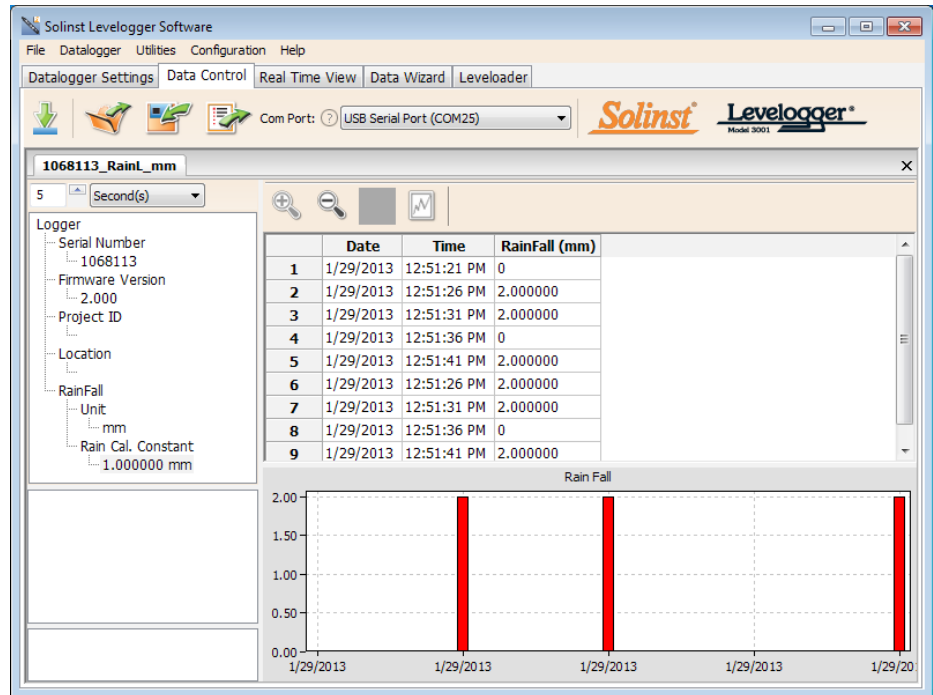 Solinst Levelogger Software
File Datalogger Utilities Configuration Help
Datalogger Settings Data Control Real Time View Data Wizard Leveloader
Com Port: ? USB Serial Port (COM25) Solinst Levelogger®
Model 3001
1068113_RainL_mm X
5 Second(s)
Logger
Serial Number
1068113
Firmware Version
2.000
Project ID
Location
RainFall
Unit
mm
Rain Cal. Constant
1.000000 mm
Date Time RainFall (mm)
1 1/29/2013 12:51:21 PM 0
2 1/29/2013 12:51:26 PM 2.000000
3 1/29/2013 12:51:31 PM 2.000000
4 1/29/2013 12:51:36 PM 0
5 1/29/2013 12:51:41 PM 2.000000
6 1/29/2013 12:51:26 PM 2.000000
7 1/29/2013 12:51:31 PM 2.000000
8 1/29/2013 12:51:36 PM 0
9 1/29/2013 12:51:41 PM 2.000000
Rain Fall
2.00
1.50
1.00
0.50
0.00
1/29/2013 1/29/2013 1/29/2013 1/29/2013 1/29/20